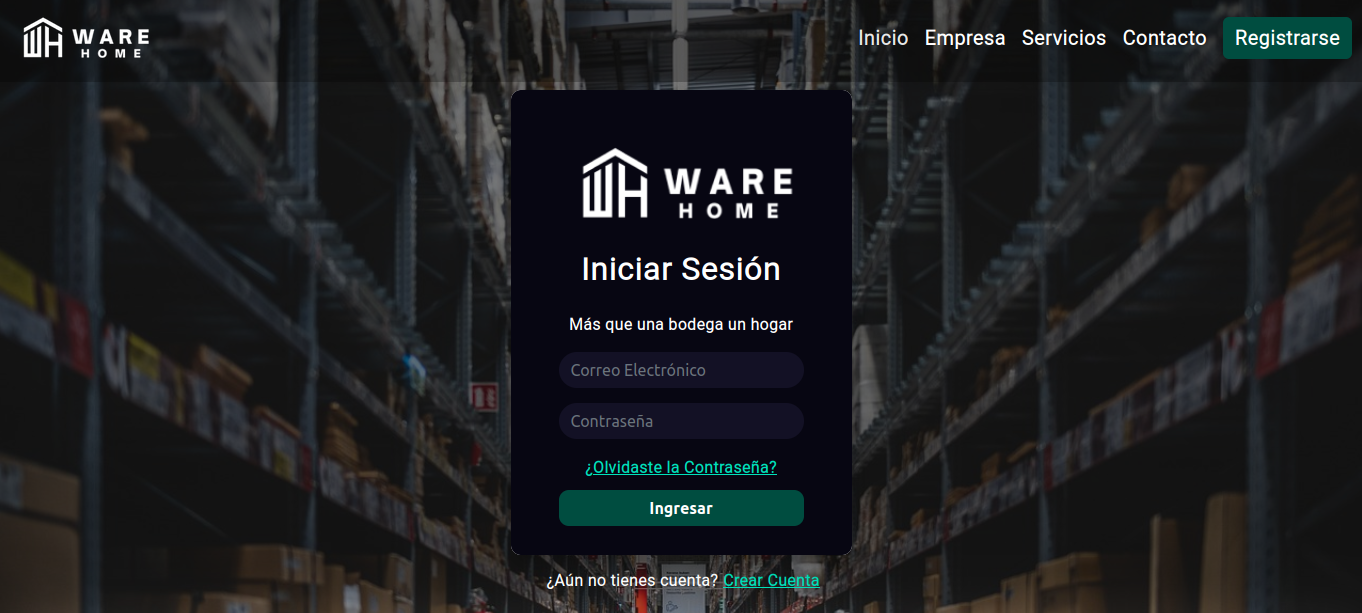 WARE
HOME
Inicio Empresa Servicios Contacto Registrarse
WARE
HOME
Iniciar Sesión
Más que una bodega un hogar
Correo Electrónico
Contraseña
¿Olvidaste la Contraseña?
Ingresar
¿Aún no tienes cuenta? Crear Cuenta